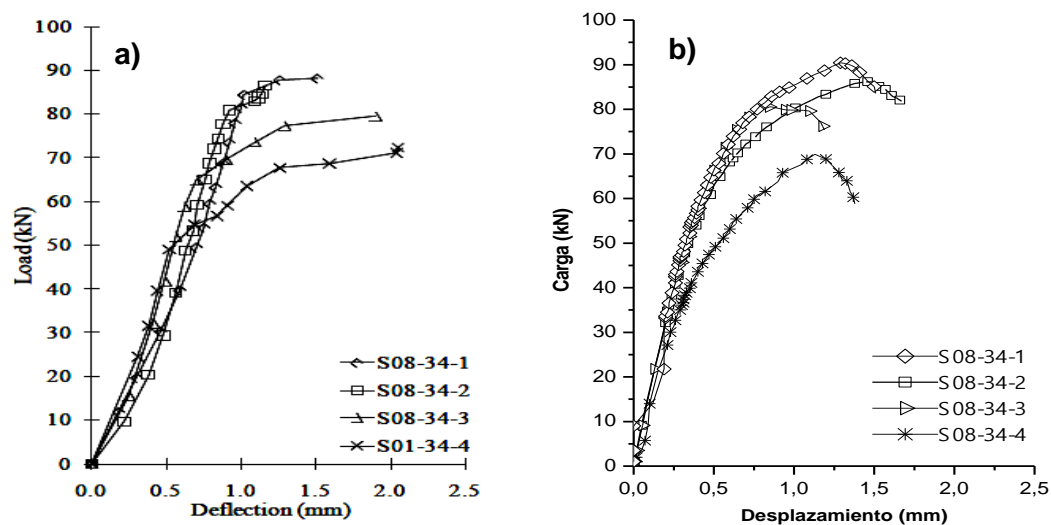 a)
100
90
80
70
60
50
40
30
20
10
0
Load (kN)
0.0 0.5 1.0 1.5 2.0 2.5
Deflection (mm)
S08-34-1
S08-34-2
S08-34-3
S01-34-4
b)
100
90
80
70
60
50
40
30
20
10
0
Carga (kN)
0,0 0,5 1,0 1,5 2,0 2,5
Desplazamiento (mm)
S08-34-1
S08-34-2
S08-34-3
S08-34-4